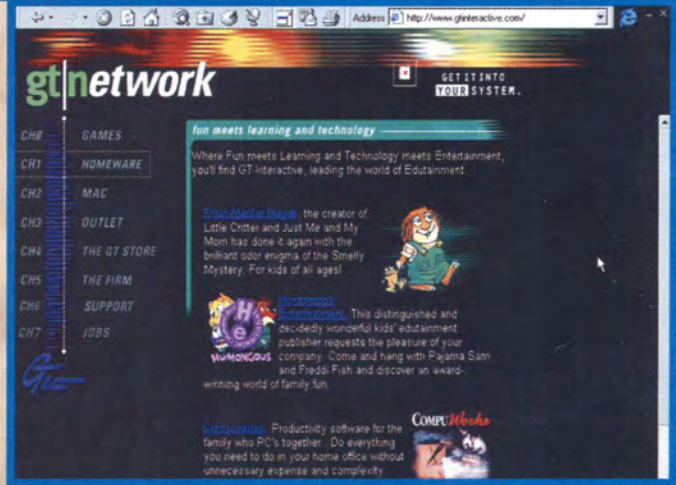 Address http://www.gtinteractive.com/
gt|network
GET IT INTO
YOUR SYSTEM.
CH0 GAMES
CH1 HOMEWARE
CH2 MAC
CH3 OUTLET
CH4 THE GT STORE
CH5 THE FIRM
CH6 SUPPORT
CH7 JOBS
fun meets learning and technology
Where Fun meets Learning and Technology meets Entertainment,
you'll find GT Interactive, leading the world of Edutainment.
From Mercer Mayer, the creator of
Little Critter and Just Me and My
Mom has done it again with the
brilliant odor enigma of the Smelly
Mystery. For kids of all ages!
HUMONGOUS
Humongous
Entertainment. This distinguished and
decidedly wonderful kids' edutainment
publisher requests the pleasure of your
company. Come and hang with Pajama Sam
and Freddi Fish and discover an award-
winning world of family fun.
Productivity software for the
family who PC's together. Do everything
you need to do in your home office without
unnecessary expense and complexity.
COMPUWorks